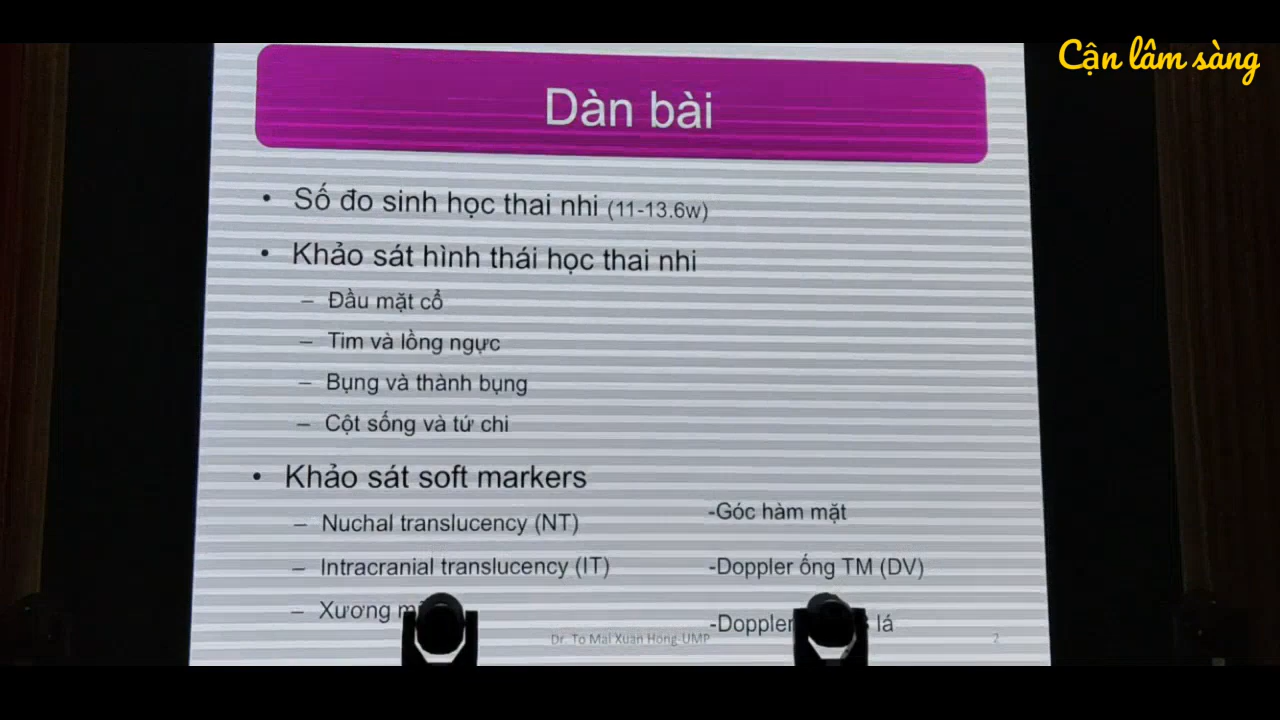 Cận lâm sàng
Dàn bài
• Số đo sinh học thai nhi (11-13.6w)
• Khảo sát hình thái học thai nhi
– Đầu mặt cổ
– Tim và lồng ngực
– Bụng và thành bụng
– Cột sống và tứ chi
• Khảo sát soft markers
– Nuchal translucency (NT)
– Intracranial translucency (IT)
– Xương
-Góc hàm mặt
-Doppler ống TM (DV)
-Doppler lá
Dr. To Mai Xuan Hong-UMP
2